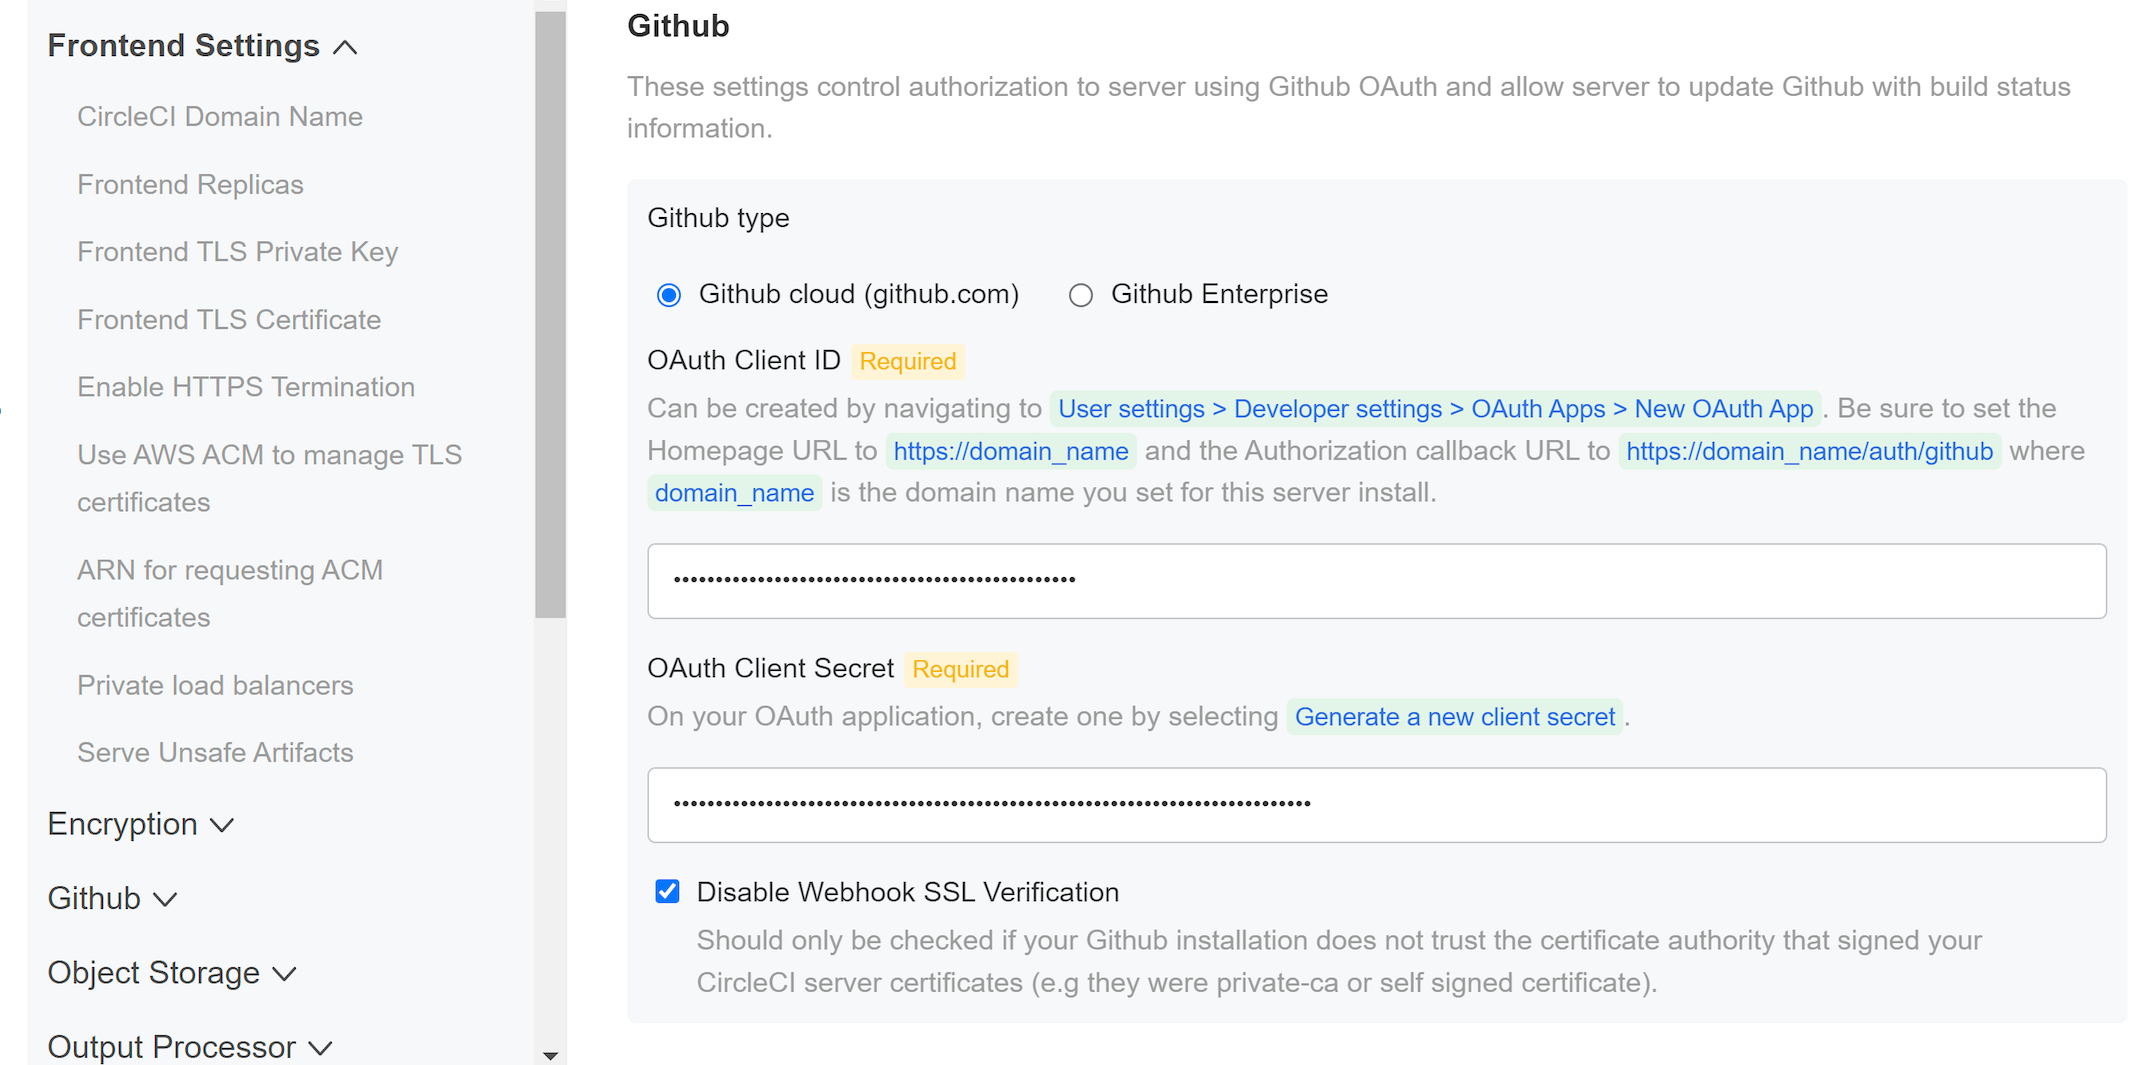 Frontend Settings
CircleCI Domain Name
Frontend Replicas
Frontend TLS Private Key
Frontend TLS Certificate
Enable HTTPS Termination
Use AWS ACM to manage TLS
certificates
ARN for requesting ACM
certificates
Private load balancers
Serve Unsafe Artifacts
Encryption
Github
Object Storage
Output Processor
Github
These settings control authorization to server using Github OAuth and allow server to update Github with build status
information.
Github type
Github cloud (github.com) Github Enterprise
OAuth Client ID Required
Can be created by navigating to User settings > Developer settings > OAuth Apps > New OAuth App . Be sure to set the
Homepage URL to https://domain_name and the Authorization callback URL to https://domain_name/auth/github where
domain_name is the domain name you set for this server install.
OAuth Client Secret Required
On your OAuth application, create one by selecting Generate a new client secret .
Disable Webhook SSL Verification
Should only be checked if your Github installation does not trust the certificate authority that signed your
CircleCI server certificates (e.g they were private-ca or self signed certificate).